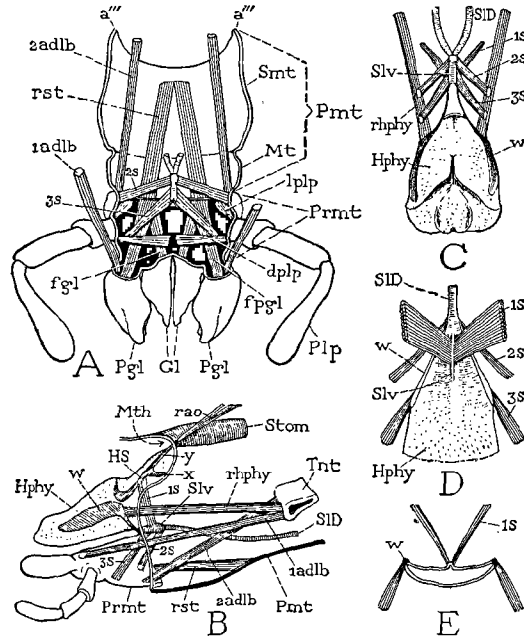 a''' a'''
2adlb
Smt
rst
Pmt
1adlb
Mt
2s
lplp
3s
Prmt
dplp
fgl
fpgl
Plp
Pgl Gl Pgl
A
SlD
1s
Slv
2s
3s
rhphy
Hphy
w
C
SlD
1s
w
2s
Slv
3s
Hphy
D
Mth
rao
Stom
HS
y
w
x
rhphy
Tnt
Hphy
1s
Slv
SlD
3s
2s
1adlb
Prmt
rst
2adlb
Pmt
B
1s
w
E